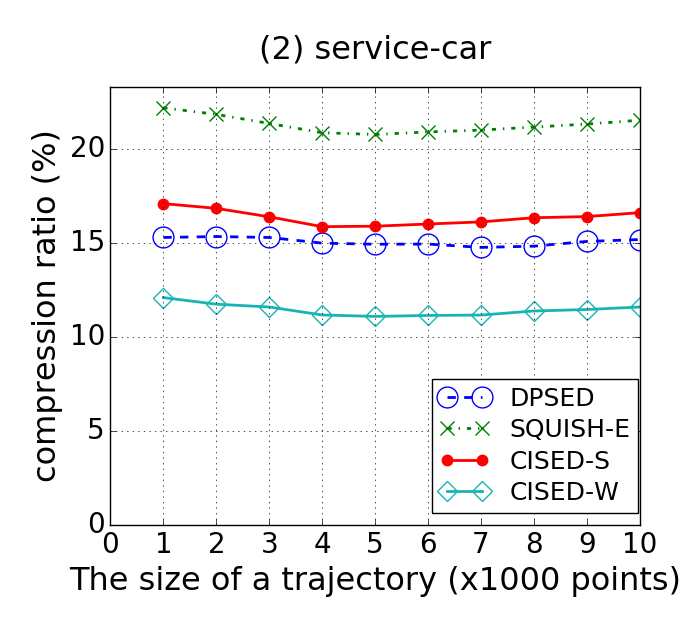 (2) service-car
compression ratio (%)
20
15
10
5
0
0 1 2 3 4 5 6 7 8 9 10
The size of a trajectory (x1000 points)
DPSED
SQUISH-E
CISED-S
CISED-W